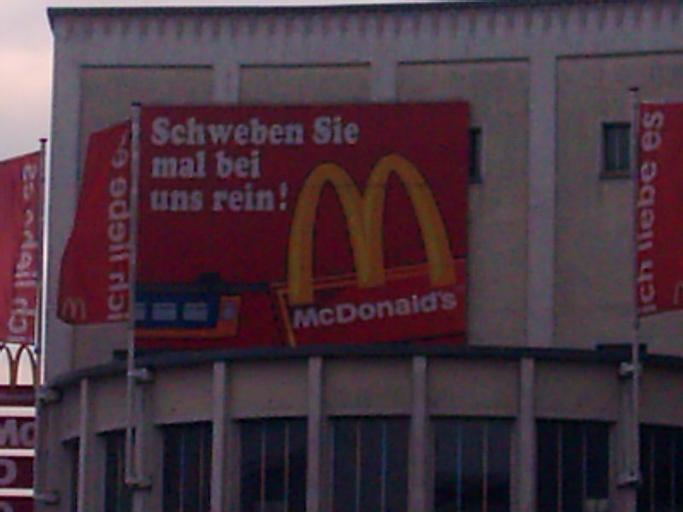 Schweben Sie
mal bei
uns rein!
McDonald's
ich liebe es
ich liebe es
ich liebe es